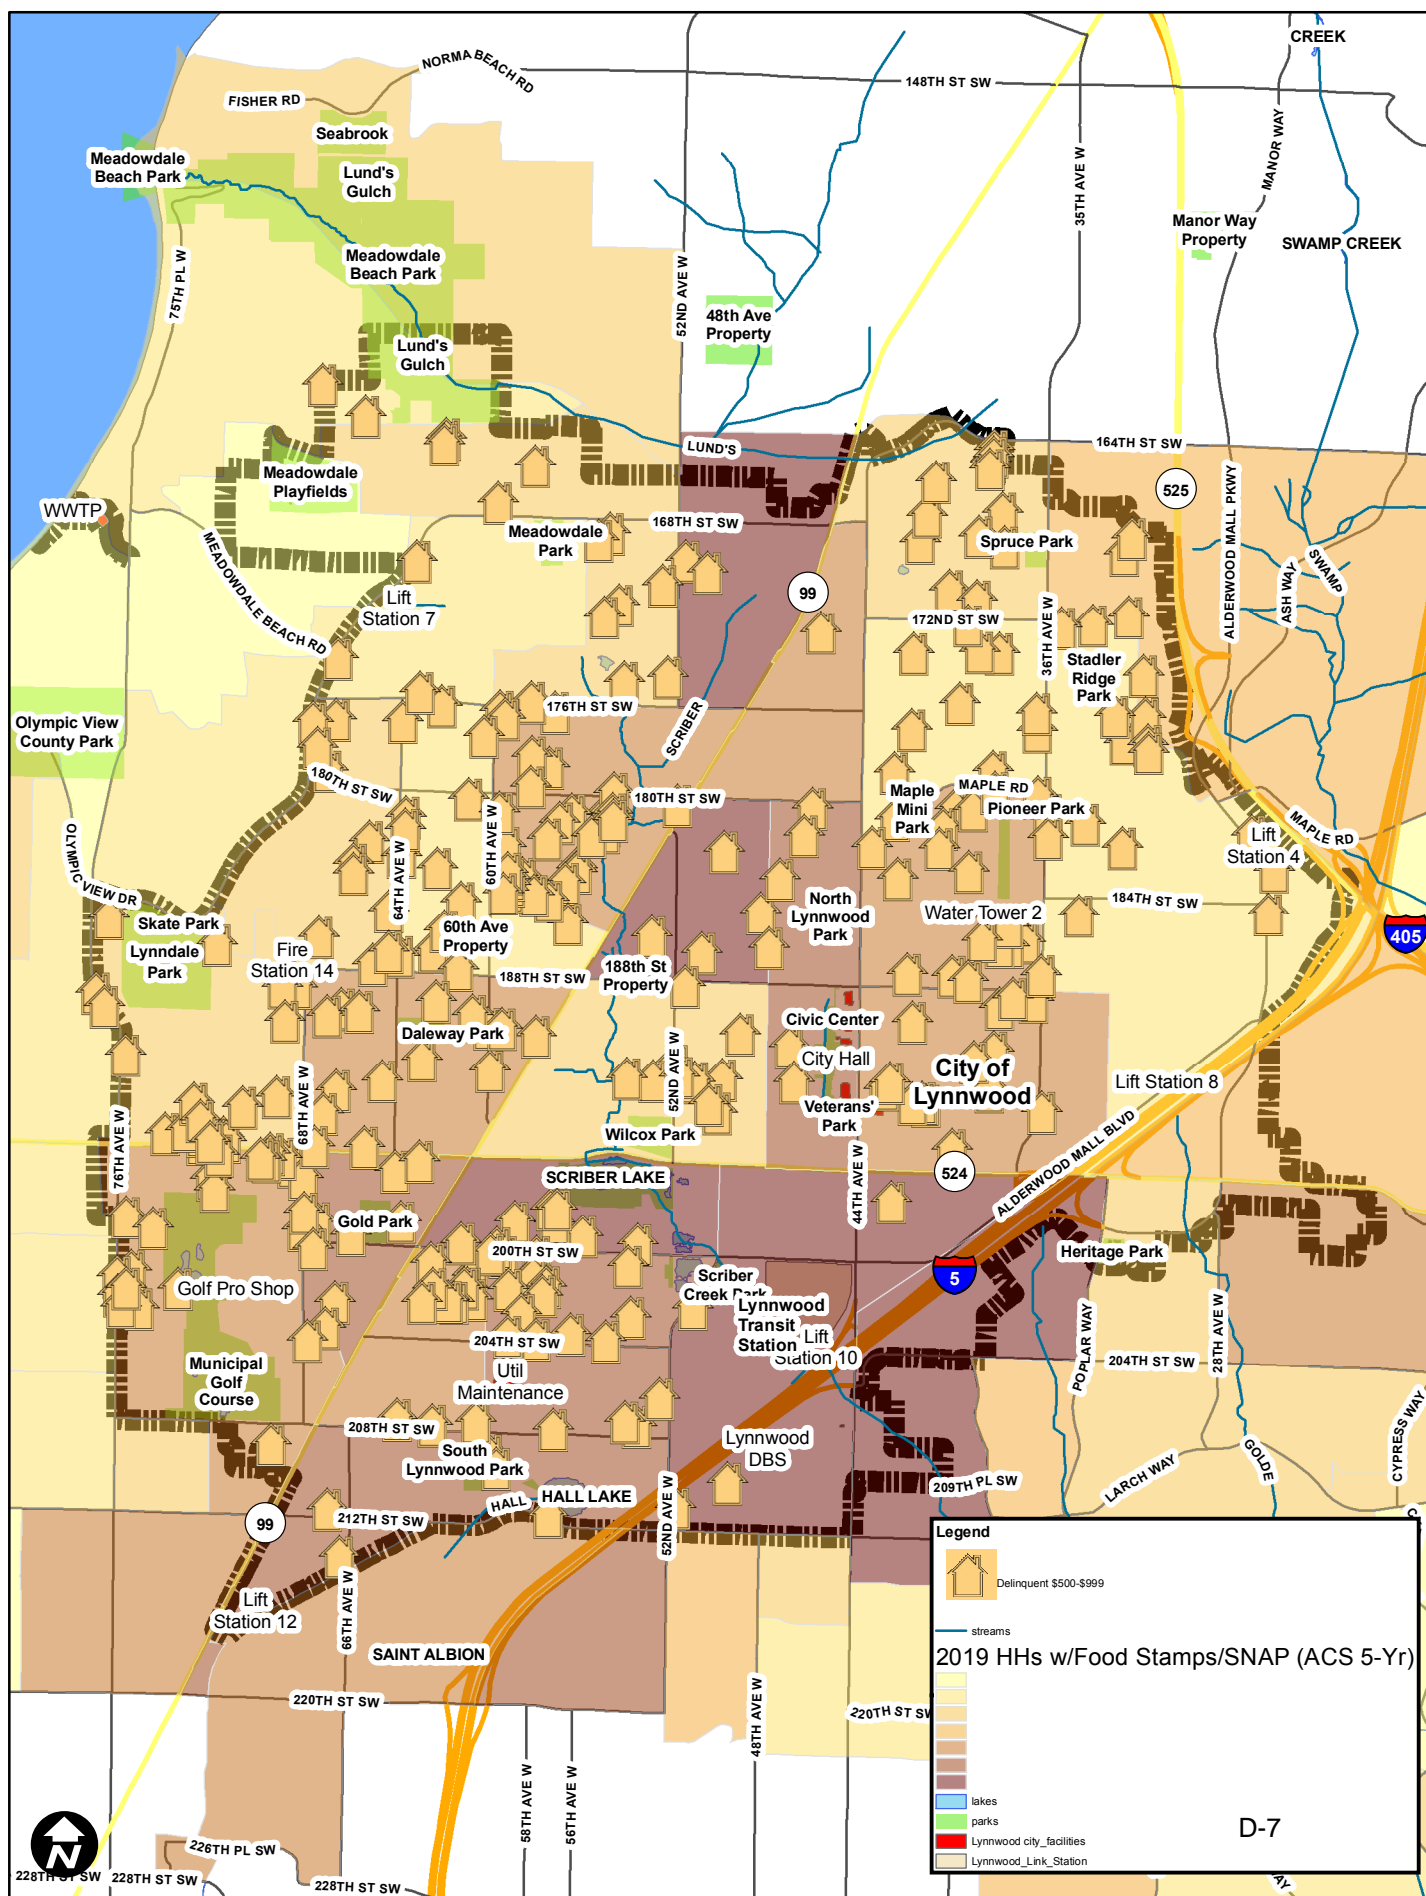 CREEK
NORMA BEACH RD
148TH ST SW
FISHER RD
Seabrook
MANOR WAY
35TH AVE W
Meadowdale
Beach Park
Lund's
Gulch
Manor Way
Property
SWAMP CREEK
75TH PL W
Meadowdale
Beach Park
52ND AVE W
48th Ave
Property
Lund's
Gulch
LUND'S
164TH ST SW
Meadowdale
Playfields
525
ALDERWOOD MALL PKWY
WWTP
168TH ST SW
Meadowdale
Park
Spruce Park
MEADOWDALE BEACH RD
SWAMP
ASH WAY
99
Lift
Station 7
172ND ST SW
36TH AVE W
Stadler
Ridge
Park
176TH ST SW
SCRIBER
Olympic View
County Park
180TH ST SW
180TH ST SW
Maple
Mini
Park
MAPLE RD
Pioneer Park
MAPLE RD
60TH AVE W
64TH AVE W
Lift
Station 4
OLYMPIC VIEW DR
North
Lynnwood
Park
184TH ST SW
Skate Park
Water Tower 2
60th Ave
Property
405
Lynndale
Park
Fire
Station 14
188TH ST SW
188th St
Property
Civic Center
Daleway Park
52ND AVE W
City Hall
City of
Lynnwood
Lift Station 8
68TH AVE W
76TH AVE W
Veterans'
Park
Wilcox Park
ALDERWOOD MALL BLVD
524
SCRIBER LAKE
44TH AVE W
Gold Park
200TH ST SW
Heritage Park
5
Golf Pro Shop
Scriber
Creek Park
Lynnwood
Transit
Station
Lift
Station 10
28TH AVE W
POPLAR WAY
204TH ST SW
204TH ST SW
Util
Maintenance
Municipal
Golf
Course
CYPRESS WAY
208TH ST SW
Lynnwood
DBS
South
Lynnwood Park
GOLDE
LARCH WAY
209TH PL SW
HALL
HALL LAKE
52ND AVE W
99
212TH ST SW
66TH AVE W
Lift
Station 12
SAINT ALBION
220TH ST SW
220TH ST SW
48TH AVE W
58TH AVE W
56TH AVE W
226TH PL SW
228TH ST SW
228TH ST SW
228TH ST SW
N
Legend
Delinquent $500-$999
streams
2019 HHs w/Food Stamps/SNAP (ACS 5-Yr)
lakes
parks
Lynnwood city_facilities
Lynnwood_Link_Station
D-7